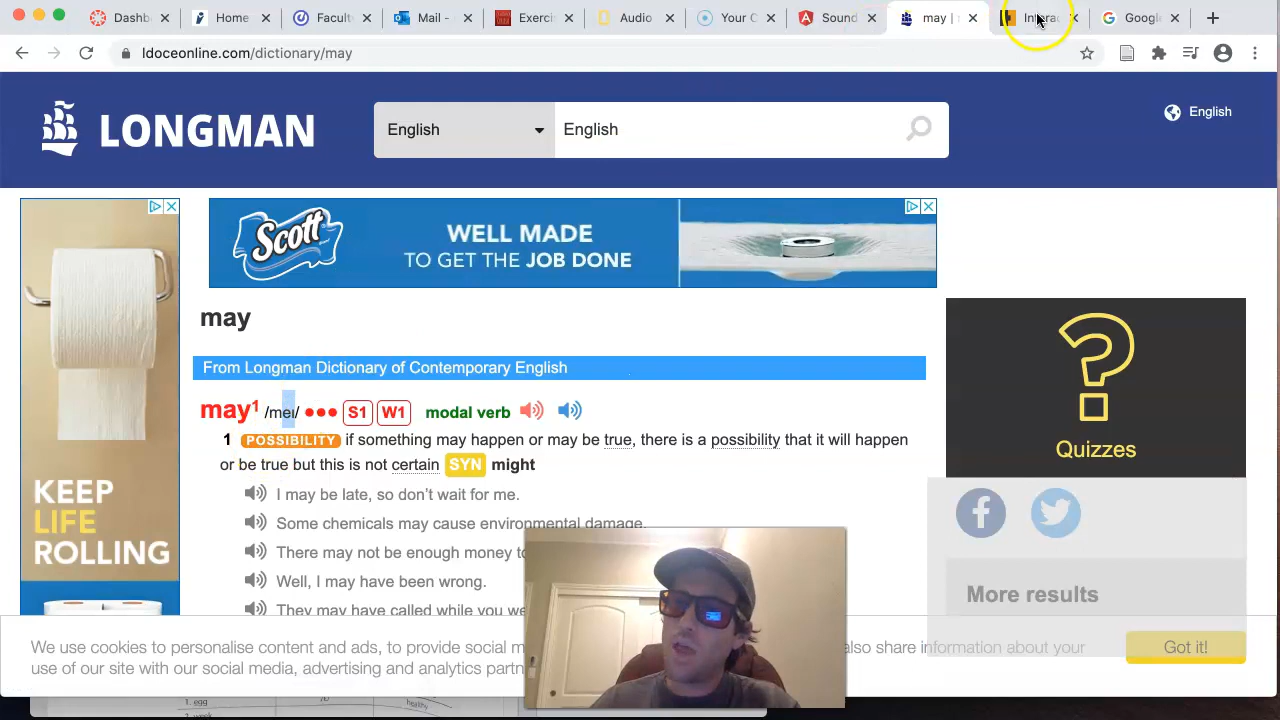 Dashb
Home
Facult
Mail -
Exerci
Audio
Your C
Sound
may | s
Intera
Google
ldoceonline.com/dictionary/may
LONGMAN
English
English
English
Scott
WELL MADE
TO GET THE JOB DONE
KEEP
LIFE
ROLLING
may
From Longman Dictionary of Contemporary English
may1 /meɪ/ ●●● S1 W1 modal verb
1 POSSIBILITY if something may happen or may be true, there is a possibility that it will happen
or be true but this is not certain SYN might
I may be late, so don’t wait for me.
Some chemicals may cause environmental damage.
There may not be enough money to
Well, I may have been wrong.
They may have called while you we
Quizzes
More results
We use cookies to personalise content and ads, to provide social m also share information about your
use of our site with our social media, advertising and analytics partn
Got it!
1. egg
healthy